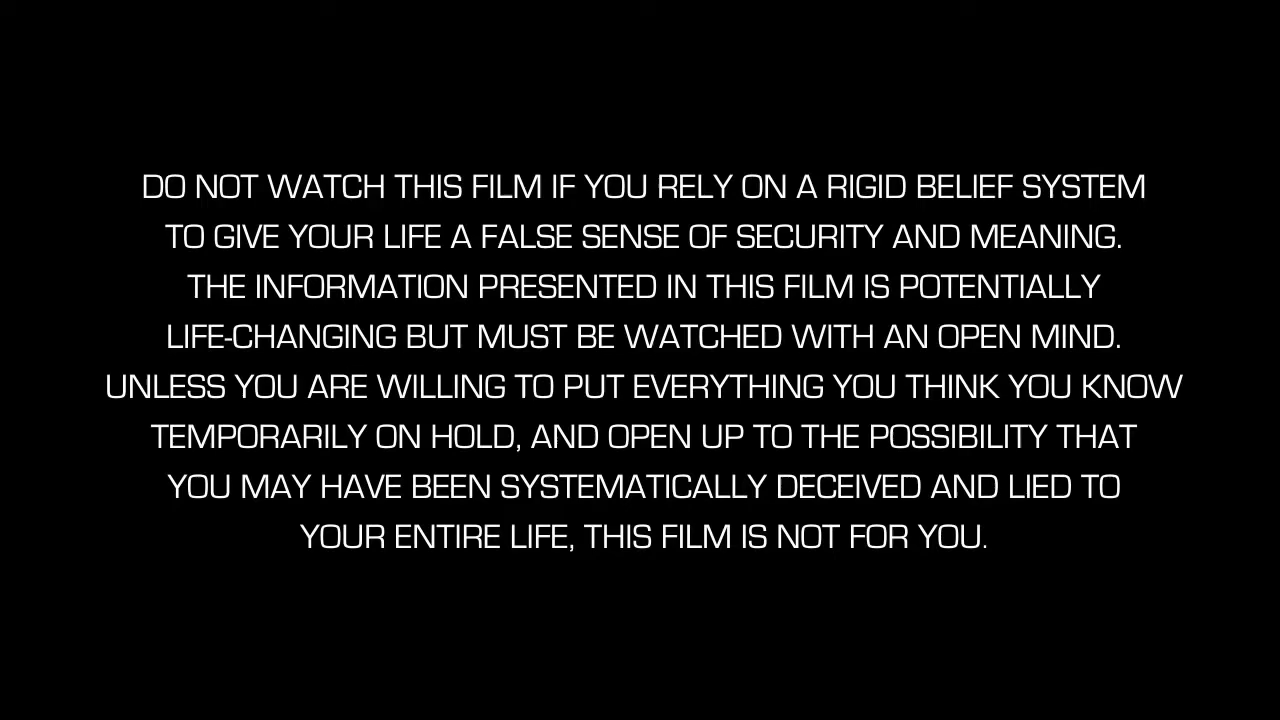 DO NOT WATCH THIS FILM IF YOU RELY ON A RIGID BELIEF SYSTEM
TO GIVE YOUR LIFE A FALSE SENSE OF SECURITY AND MEANING.
THE INFORMATION PRESENTED IN THIS FILM IS POTENTIALLY
LIFE-CHANGING BUT MUST BE WATCHED WITH AN OPEN MIND.
UNLESS YOU ARE WILLING TO PUT EVERYTHING YOU THINK YOU KNOW
TEMPORARILY ON HOLD, AND OPEN UP TO THE POSSIBILITY THAT
YOU MAY HAVE BEEN SYSTEMATICALLY DECEIVED AND LIED TO
YOUR ENTIRE LIFE, THIS FILM IS NOT FOR YOU.